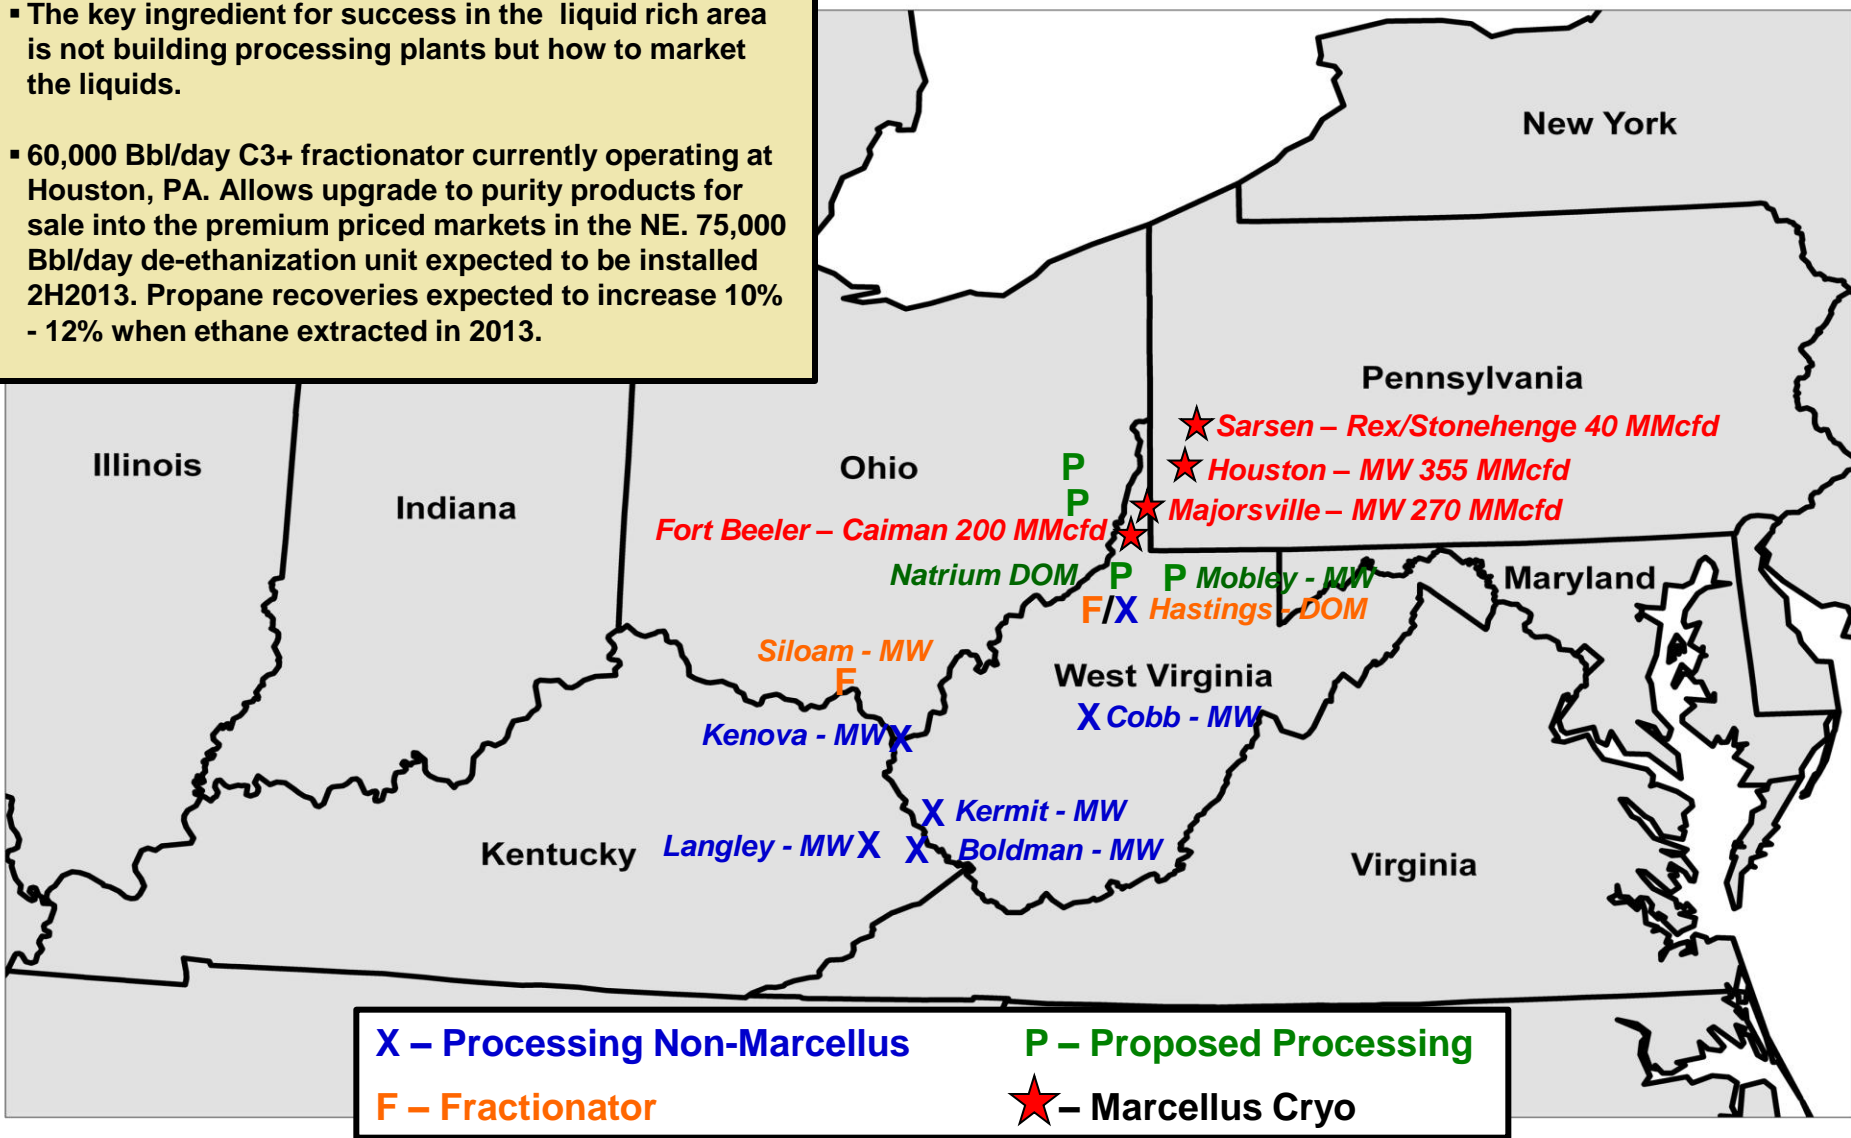 ▪ The key ingredient for success in the liquid rich area
is not building processing plants but how to market
the liquids.
▪ 60,000 Bbl/day C3+ fractionator currently operating at
Houston, PA. Allows upgrade to purity products for
sale into the premium priced markets in the NE. 75,000
Bbl/day de-ethanization unit expected to be installed
2H2013. Propane recoveries expected to increase 10%
- 12% when ethane extracted in 2013.
New York
Pennsylvania
Sarsen – Rex/Stonehenge 40 MMcfd
Illinois
Ohio
P
Houston – MW 355 MMcfd
Indiana
P
Majorsville – MW 270 MMcfd
Fort Beeler – Caiman 200 MMcfd
Natrium DOM P
P Mobley - MW
Maryland
F/X Hastings - DOM
Siloam - MW
F
West Virginia
X Cobb - MW
Kenova - MW X
X Kermit - MW
Kentucky
Langley - MW X
X Boldman - MW
Virginia
X – Processing Non-Marcellus
P – Proposed Processing
F – Fractionator
– Marcellus Cryo